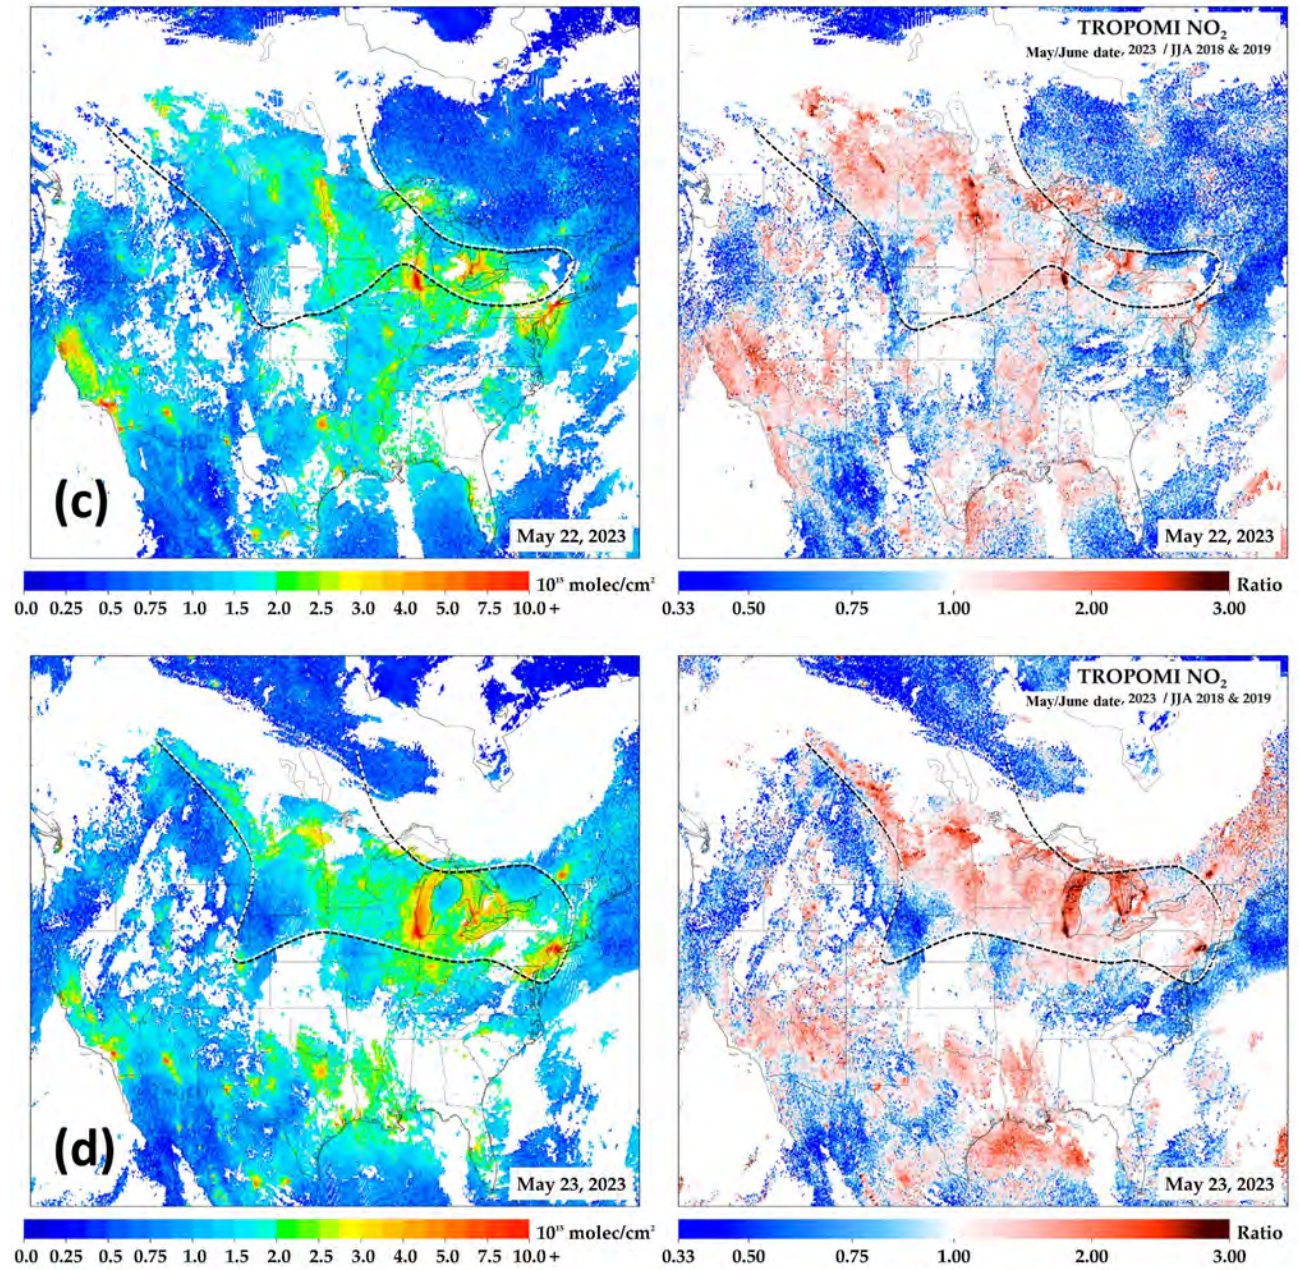 TROPOMI NO₂
May/June date, 2023 / JJA 2018 & 2019
(c)
May 22, 2023
May 22, 2023
10¹⁵ molec/cm²
0.0 0.25 0.5 0.75 1.0 1.5 2.0 2.5 3.0 4.0 5.0 7.5 10.0 +
Ratio
0.33 0.50 0.75 1.00 2.00 3.00
TROPOMI NO₂
May/June date, 2023 / JJA 2018 & 2019
(d)
May 23, 2023
May 23, 2023
10¹⁵ molec/cm²
0.0 0.25 0.5 0.75 1.0 1.5 2.0 2.5 3.0 4.0 5.0 7.5 10.0 +
Ratio
0.33 0.50 0.75 1.00 2.00 3.00